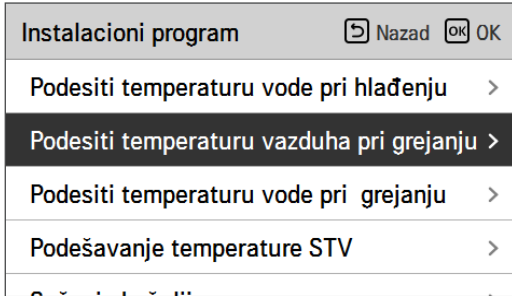 Instalacioni program Nazad OK OK
Podesiti temperaturu vode pri hlađenju >
Podesiti temperaturu vazduha pri grejanju >
Podesiti temperaturu vode pri grejanju >
Podešavanje temperature STV >